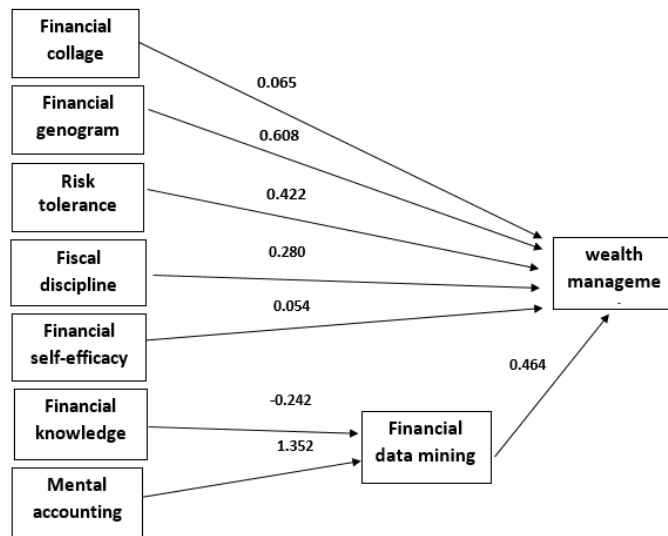 Financial
collage
0.065
Financial
genogram
0.608
Risk
tolerance
0.422
Fiscal
discipline
0.280
wealth
manageme
Financial
self-efficacy
0.054
0.464
Financial
knowledge
-0.242
Financial
data mining
1.352
Mental
accounting